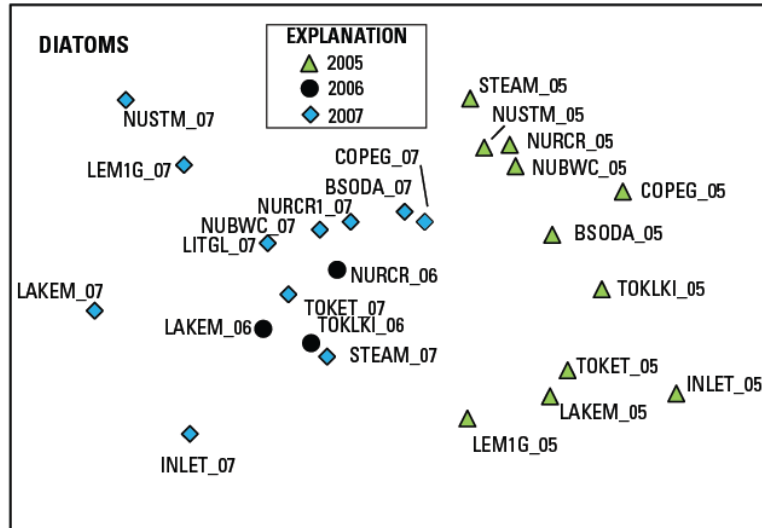 DIATOMS
EXPLANATION
2005
2006
2007
STEAM_05
NUSTM_05
NUSTM_07
NURCR_05
COPEG_07
LEM1G_07
NUBWC_05
BSODA_07
COPEG_05
NURCR1_07
NUBWC_07
BSODA_05
LITGL_07
NURCR_06
LAKEM_07
TOKLKI_05
TOKET_07
LAKEM_06
TOKLKI_06
STEAM_07
TOKET_05
INLET_05
LAKEM_05
LEM1G_05
INLET_07